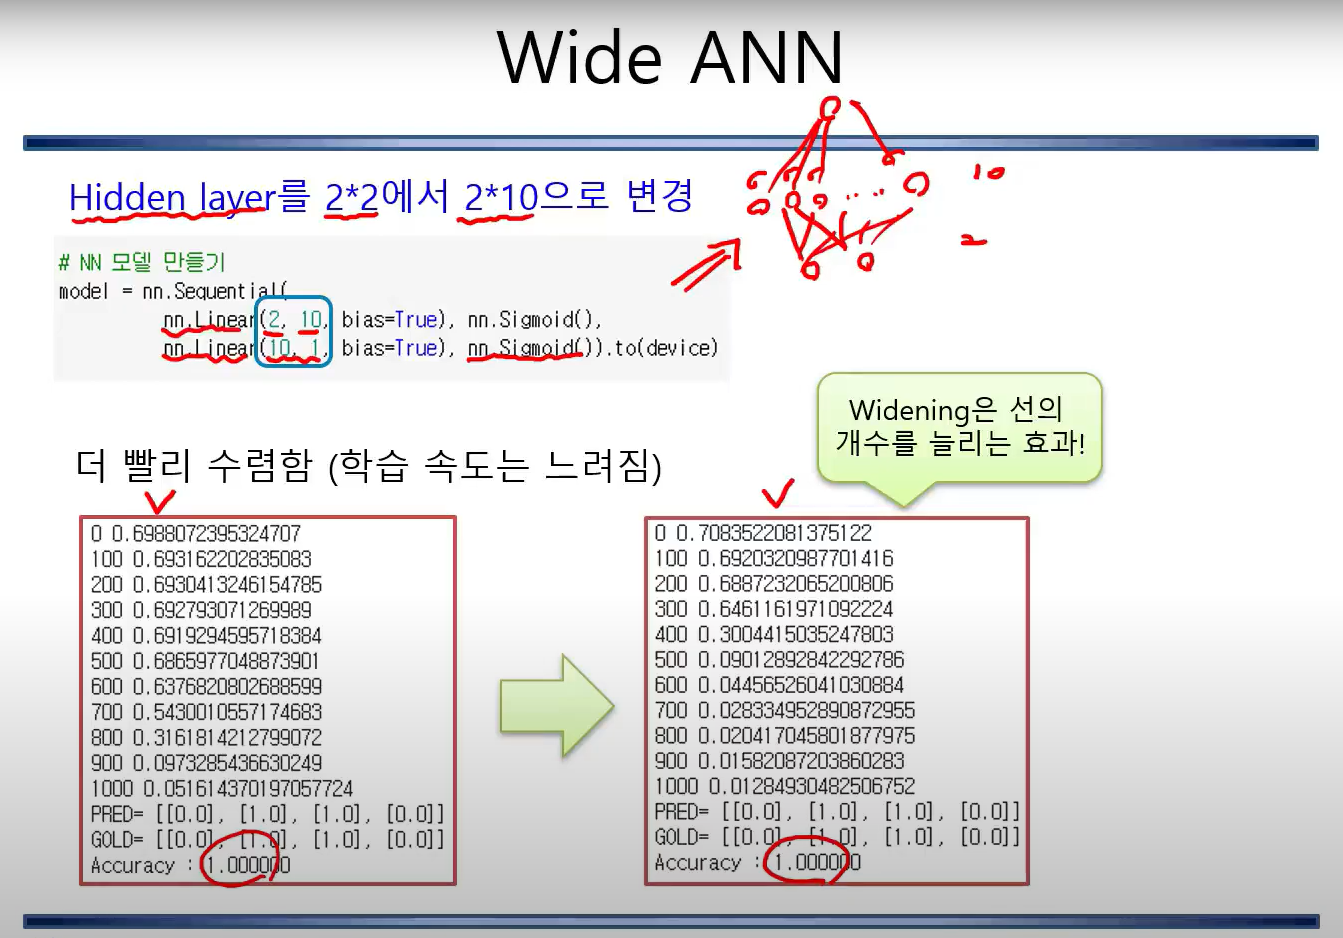 Wide ANN
Hidden layer를 2*2에서 2*10으로 변경
10
2
# NN 모델 만들기
model = nn.Sequential(
nn.Linear(2, 10, bias=True), nn.Sigmoid(),
nn.Linear(10, 1, bias=True), nn.Sigmoid()).to(device)
Widening은 선의
개수를 늘리는 효과!
더 빨리 수렴함 (학습 속도는 느려짐)
0 0.6988072395324707
100 0.693162202835083
200 0.6930413246154785
300 0.692793071269989
400 0.6919294595718384
500 0.6865977048873901
600 0.6376820802688599
700 0.5430010557174683
800 0.3161814212799072
900 0.0973285436630249
1000 0.051614370197057724
PRED= [[0.0], [1.0], [1.0], [0.0]]
GOLD= [[0.0], [1.0], [1.0], [0.0]]
Accuracy : 1.000000
0 0.7083522081375122
100 0.6920320987701416
200 0.6887232065200806
300 0.6461161971092224
400 0.3004415035247803
500 0.09012892842292786
600 0.04456526041030884
700 0.028334952890872955
800 0.020417045801877975
900 0.01582087203860283
1000 0.01284930482506752
PRED= [[0.0], [1.0], [1.0], [0.0]]
GOLD= [[0.0], [1.0], [1.0], [0.0]]
Accuracy : 1.000000